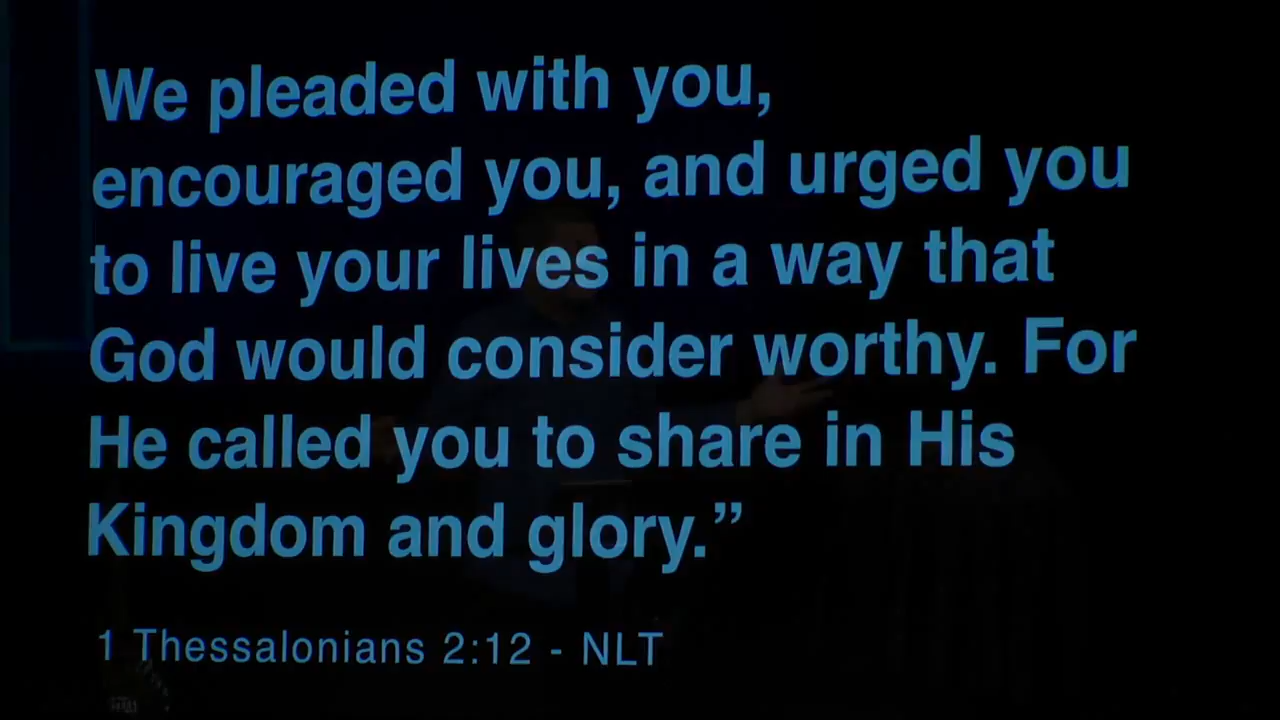 We pleaded with you,
encouraged you, and urged you
to live your lives in a way that
God would consider worthy. For
He called you to share in His
Kingdom and glory.”
1 Thessalonians 2:12 - NLT